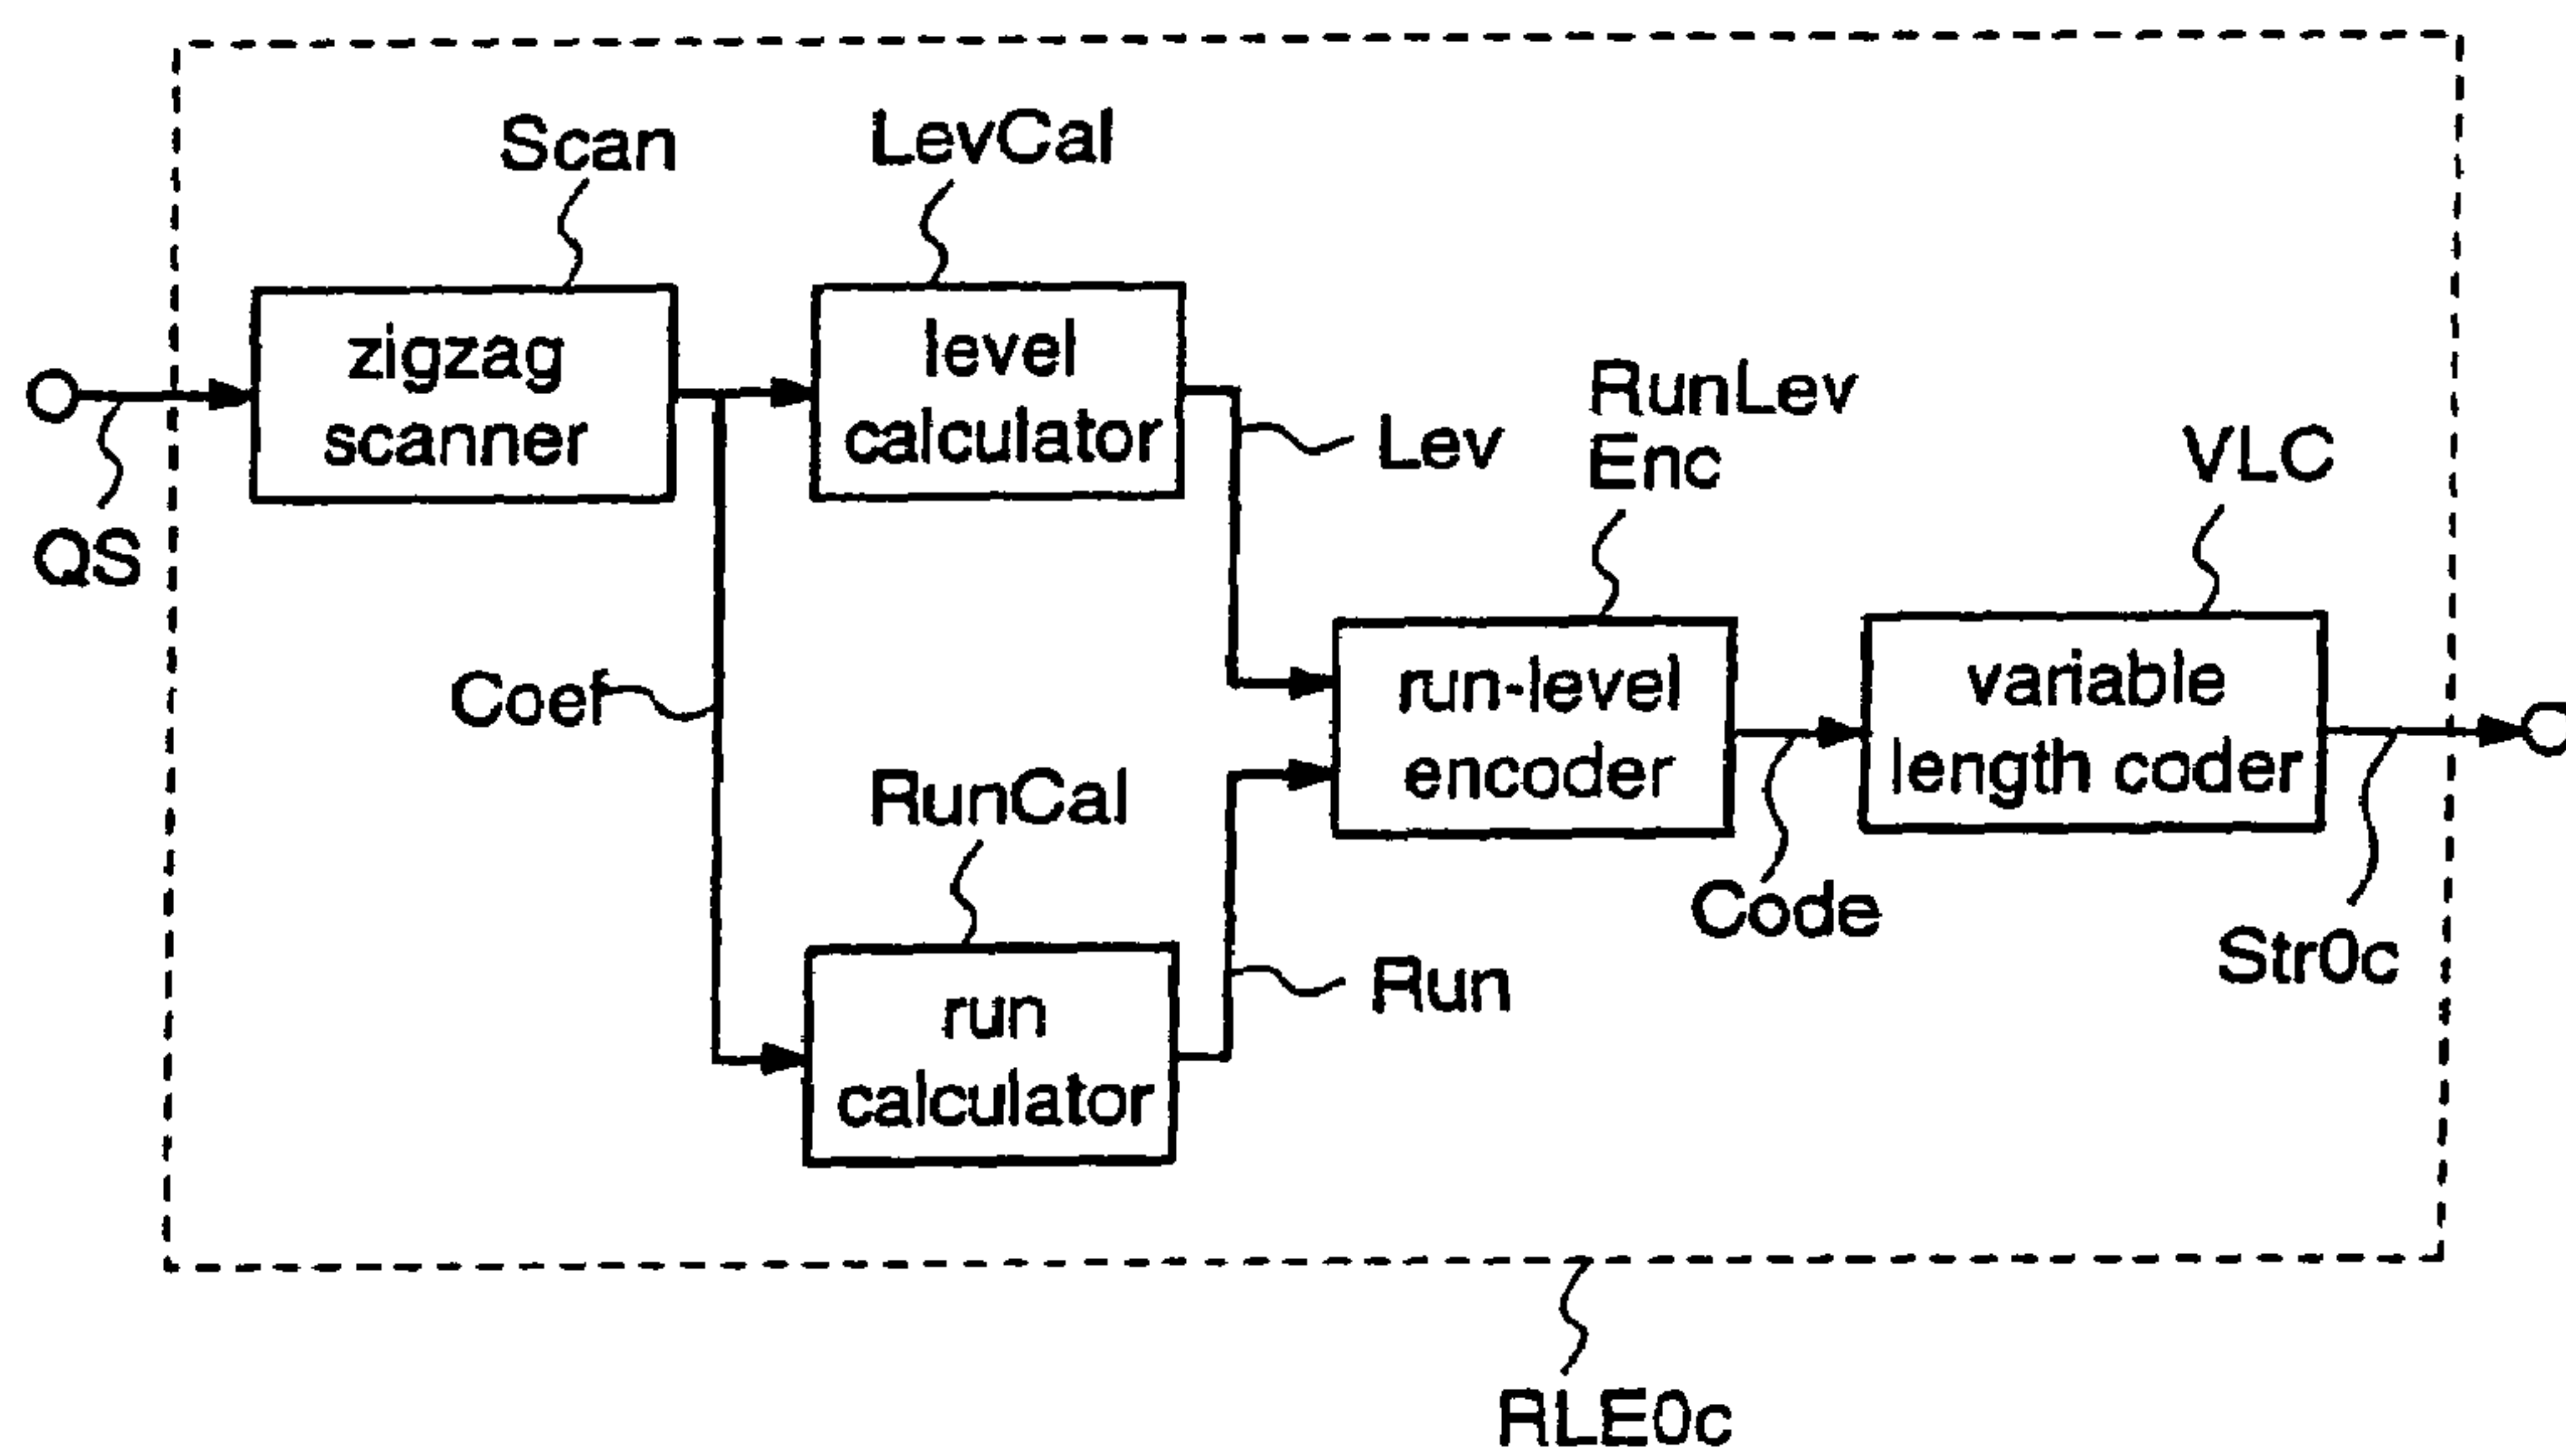 Scan
LevCal
zigzag
scanner
level
calculator
QS
Lev
RunLev
Enc
VLC
Coef
run-level
encoder
variable
length coder
RunCal
Code
run
calculator
Run
Str0c
RLE0c